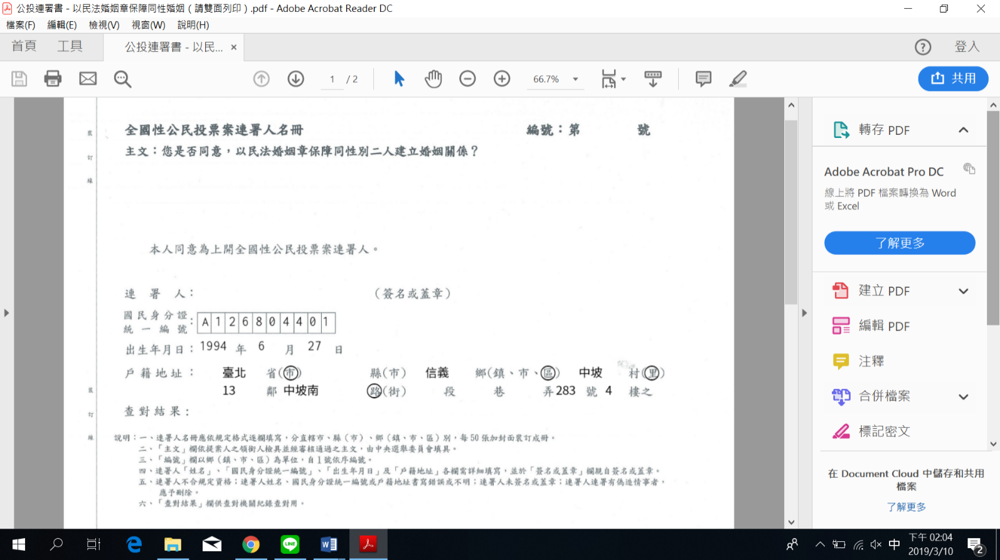 公投連署書 - 以民法婚姻章保障同性婚姻 ( 請雙面列印 ) .pdf - Adobe Acrobat Reader DC
檔案(F) 編輯(E) 檢視(V) 視窗(W) 說明(H)
首頁 工具 公投連署書 - 以民... × ? 登入
1 / 2 66.7% 共用
裝 訂 線
全國性公民投票案連署人名冊 編號：第 號
主文：您是否同意，以民法婚姻章保障同性別二人建立婚姻關係？
本人同意為上開全國性公民投票案連署人。
連署人： （簽名或蓋章）
國民身分證統一編號：A126804401
出生年月日：1994 年 6 月 27 日
戶籍地址： 臺北 省(市) 縣(市) 信義 鄉(鎮、市、區) 中坡 村(里)
13 鄰 中坡南 路(街) 段 巷 弄 283 號 4 樓之
查對結果：
裝 訂 線
說明：一、連署人名冊應依規定格式逐欄填寫，分直轄市、縣（市）、鄉（鎮、市、區）別，每50張加封面裝訂成冊。
二、「主文」欄依提案人之領銜人檢具並經審核通過之主文，由中央選舉委員會填具。
三、「編號」欄以鄉（鎮、市、區）為單位，自1號依序編號。
四、連署人「姓名」、「國民身分證統一編號」、「出生年月日」及「戶籍地址」各欄需詳細填寫，並於「簽名或蓋章」欄親自簽名或蓋章。
五、連署人不合規定資格；連署人姓名、國民身分證統一編號或戶籍地址書寫錯誤或不明；連署人未簽名或蓋章；連署人連署有偽造情事者，
應予刪除。
六、「查對結果」欄供查對機關紀錄查對用。
轉存 PDF
Adobe Acrobat Pro DC
線上將 PDF 檔案轉換為 Word
或 Excel
了解更多
建立 PDF
編輯 PDF
注釋
合併檔案
標記密文
在 Document Cloud 中儲存和共用
檔案
了解更多
LINE 中 下午 02:04
2019/3/10 2